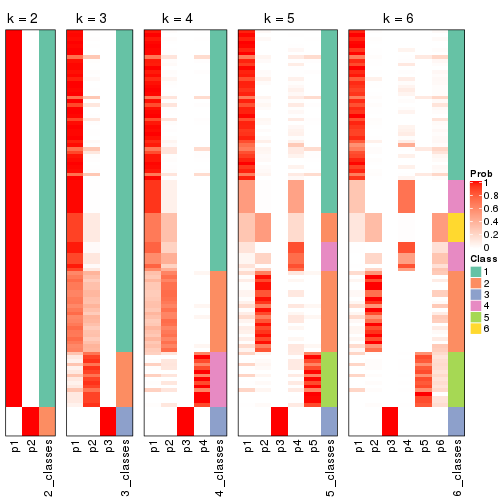 k = 2
k = 3
k = 4
k = 5
k = 6
Prob
1
0.8
0.6
0.4
0.2
0
Class
1
2
3
4
5
6
p1
p2
2_classes
p1
p2
p3
3_classes
p1
p2
p3
p4
4_classes
p1
p2
p3
p4
p5
5_classes
p1
p2
p3
p4
p5
p6
6_classes